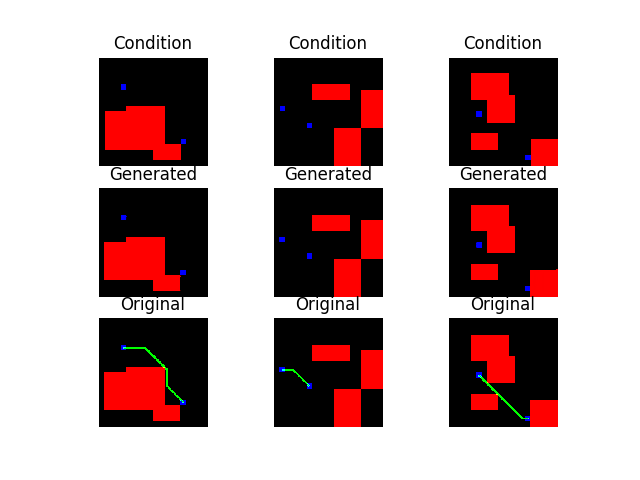 Condition Condition Condition
Generated Generated Generated
Original Original Original